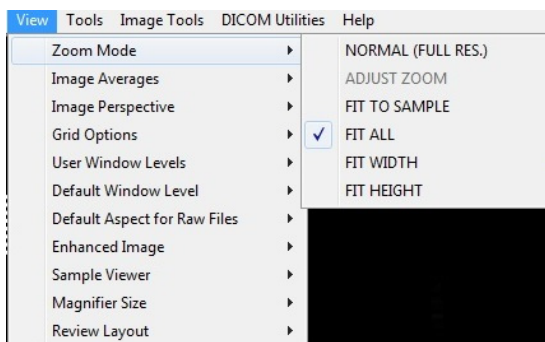 View Tools Image Tools DICOM Utilities Help
Zoom Mode
Image Averages
Image Perspective
Grid Options
User Window Levels
Default Window Level
Default Aspect for Raw Files
Enhanced Image
Sample Viewer
Magnifier Size
Review Layout
NORMAL (FULL RES.)
ADJUST ZOOM
FIT TO SAMPLE
FIT ALL
FIT WIDTH
FIT HEIGHT